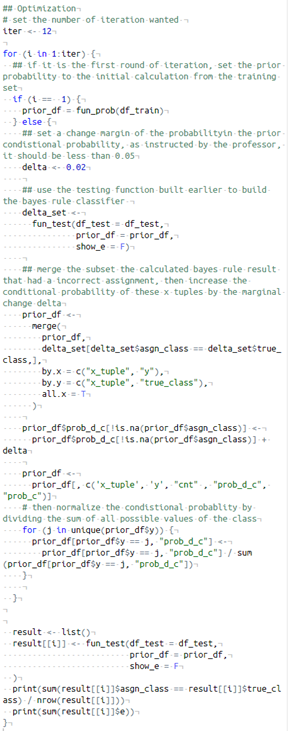 ## Optimization
# set the number of iteration wanted
iter <- 12

for (i in 1:iter) {
  ## if it is the first round of iteration, set the prior
probability to the initial calculation from the training
set
  if (i == 1) {
    prior_df <- fun_prob(df_train)
  } else {
    ## set a change margin of the probabilityin the prior
condistional probability, as instructed by the professor,
it should be less than 0.05
    delta <- 0.02

    ## use the testing function built earlier to build
the bayes rule classifier
    delta_set <-
      fun_test(df_test = df_test,
               prior_df = prior_df,
               show_e = F)

    ## merge the subset the calculated bayes rule result
that had a incorrect assignment, then increase the
conditional probability of these x tuples by the marginal
change delta
    prior_df <-
      merge(
        prior_df,
        delta_set[delta_set$asgn_class == delta_set$true_
class,],
        by.x = c("x_tuple", "y"),
        by.y = c("x_tuple", "true_class"),
        all.x = T
      )

    prior_df$prob_d_c[!is.na(prior_df$asgn_class)] <-
      prior_df$prob_d_c[!is.na(prior_df$asgn_class)] +
delta

    prior_df <-
      prior_df[, c('x_tuple', 'y', "cnt" , "prob_d_c",
"prob_c")]
    # then normalize the condistional probablity by
dividing the sum of all possible values of the class
    for (j in unique(prior_df$y)) {
      prior_df[prior_df$y == j, "prob_d_c"] <-
        prior_df[prior_df$y == j, "prob_d_c"] / sum
(prior_df[prior_df$y == j, "prob_d_c"])
    }

  }


  result <- list()
  result[[i]] <- fun_test(df_test = df_test,
                          prior_df = prior_df,
                          show_e = F
  )
  print(sum(result[[i]]$asgn_class == result[[i]]$true_cl
ass) / nrow(result[[i]]))
  print(sum(result[[i]]$e))
}